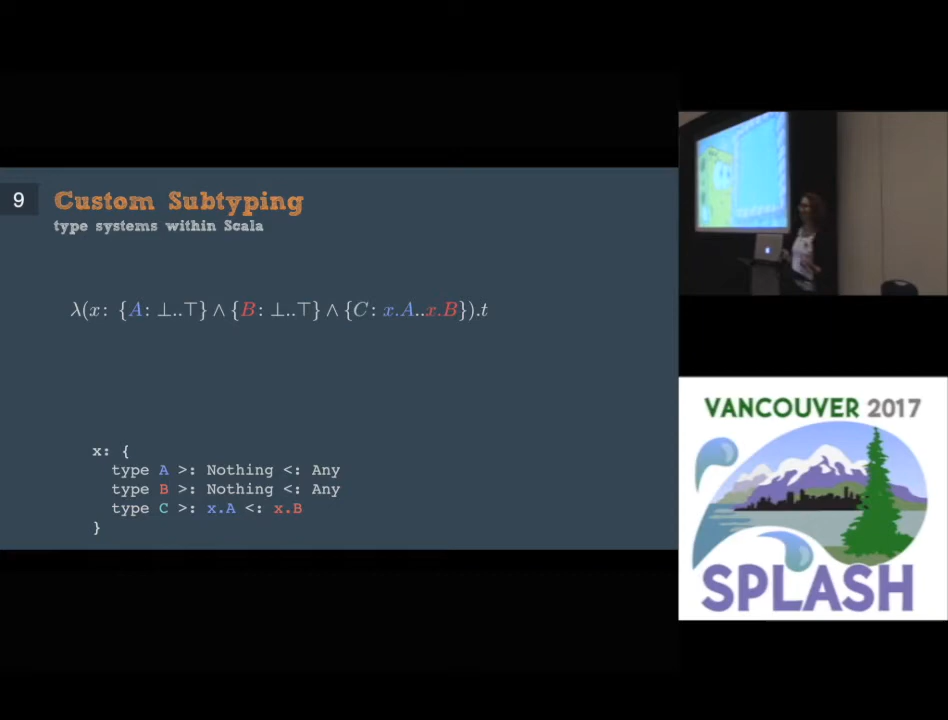 9
Custom Subtyping
type systems within Scala
λ(x: {A: ⊥..⊤} ∧ {B: ⊥..⊤} ∧ {C: x.A..x.B}).t
x: {
type A >: Nothing <: Any
type B >: Nothing <: Any
type C >: x.A <: x.B
}
VANCOUVER 2017
SPLASH